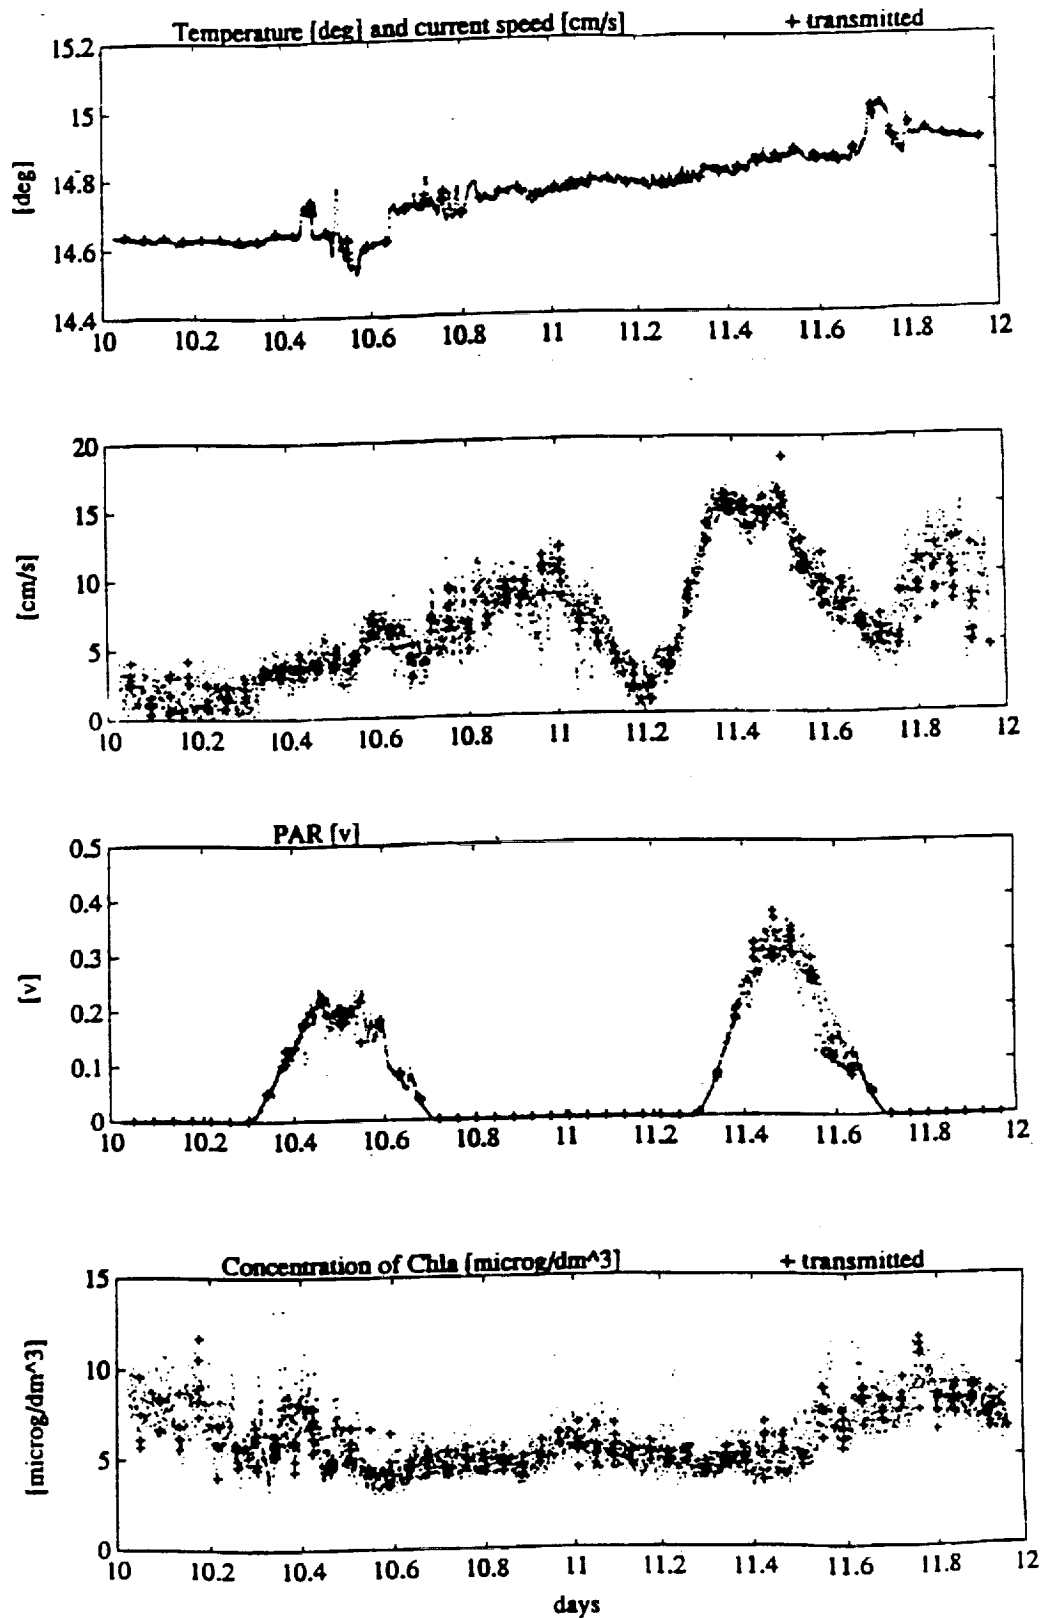 Temperature [deg] and current speed [cm/s] + transmitted
15.2
15
14.8
14.6
14.4
[deg]
10 10.2 10.4 10.6 10.8 11 11.2 11.4 11.6 11.8 12
20
15
10
5
0
[cm/s]
10 10.2 10.4 10.6 10.8 11 11.2 11.4 11.6 11.8 12
PAR [v]
0.5
0.4
0.3
0.2
0.1
0
[v]
10 10.2 10.4 10.6 10.8 11 11.2 11.4 11.6 11.8 12
Concentration of Chla [microg/dm^3] + transmitted
15
10
5
0
[microg/dm^3]
10 10.2 10.4 10.6 10.8 11 11.2 11.4 11.6 11.8 12
days